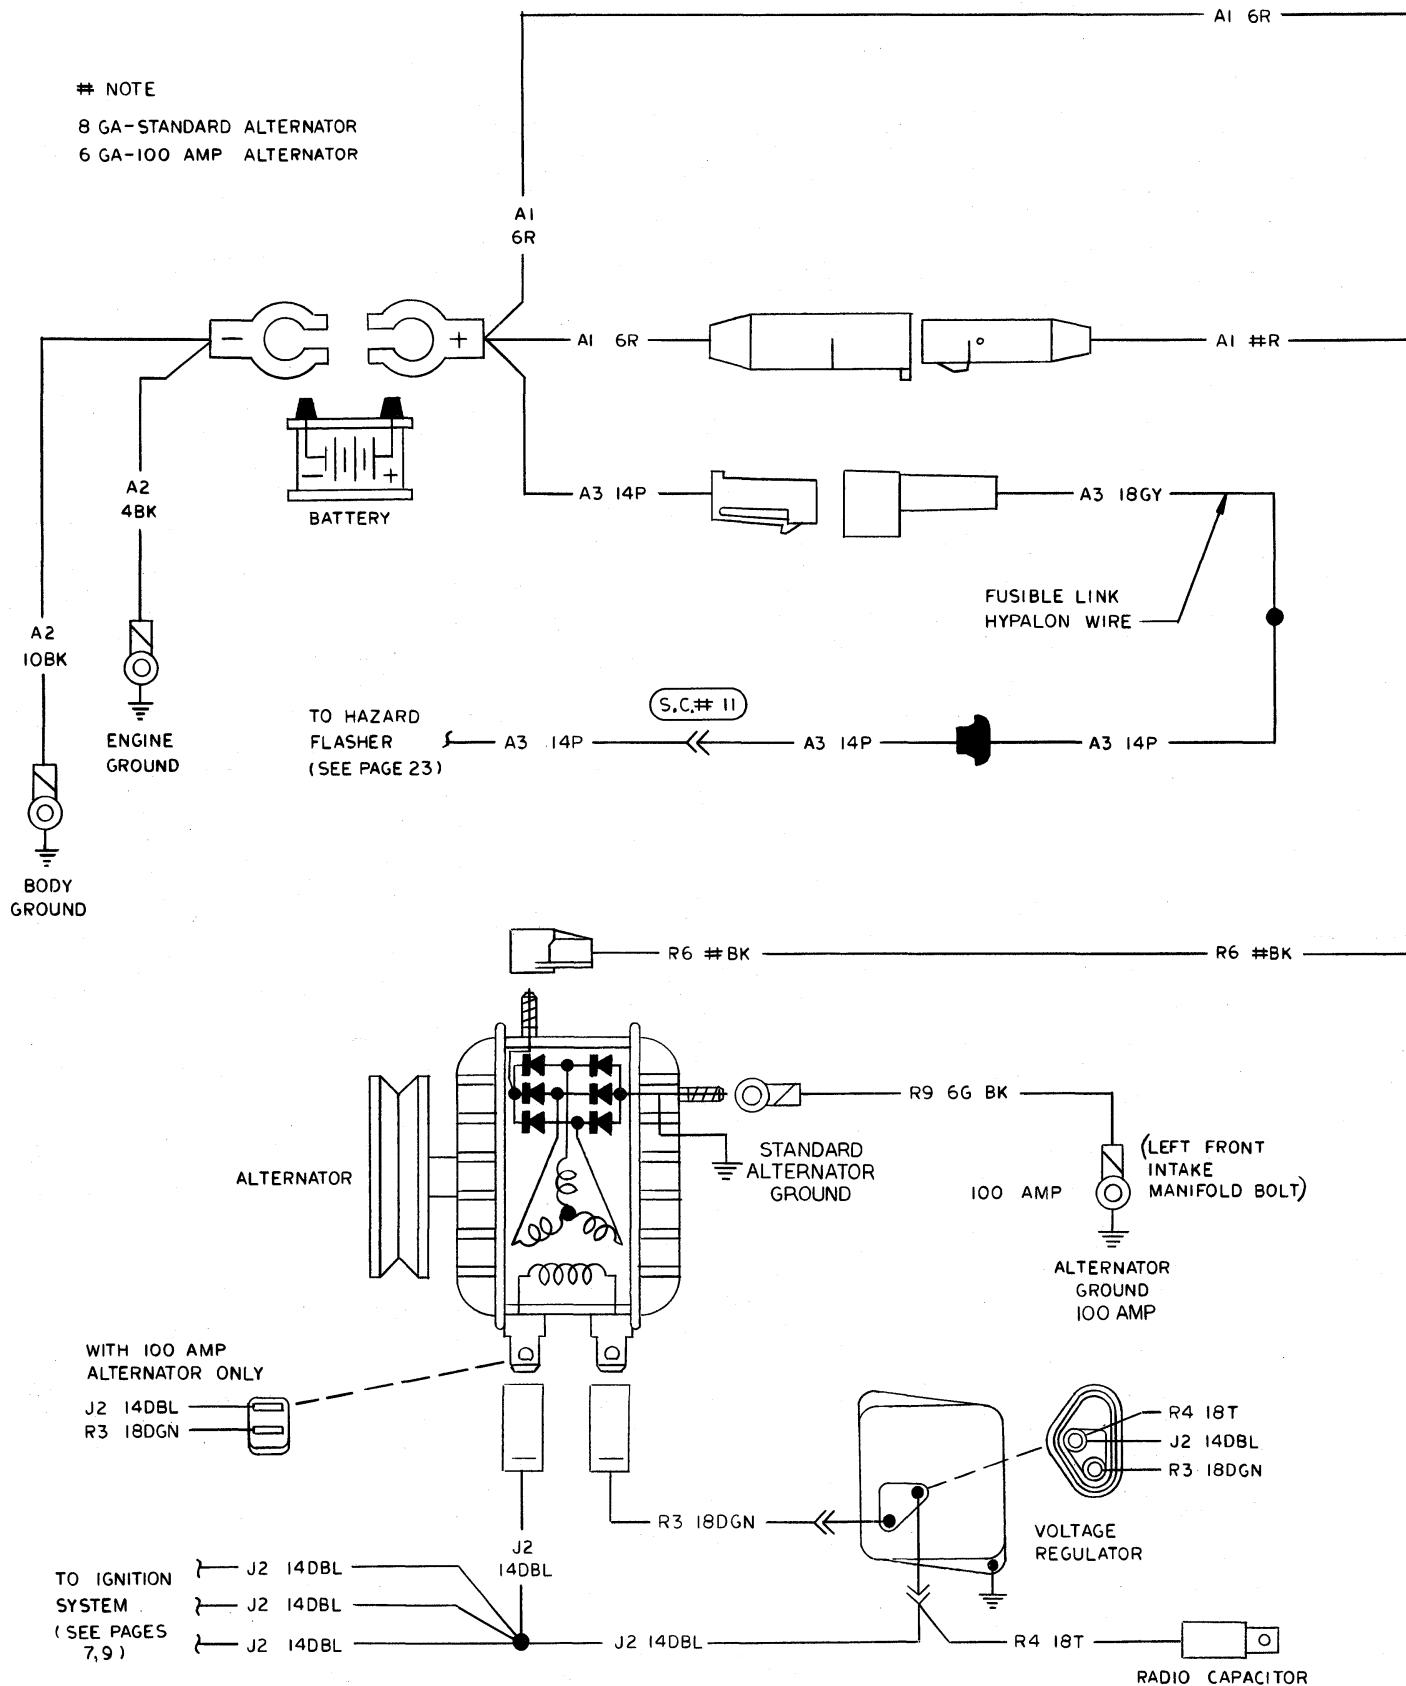 A1 6R
# NOTE
8 GA-STANDARD ALTERNATOR
6 GA-100 AMP ALTERNATOR
A1
6R
−
+
A1 6R
A1 #R
− +
BATTERY
A2
4BK
A3 14P
A3 18GY
FUSIBLE LINK
HYPALON WIRE
A2
10BK
ENGINE
GROUND
S.C.# 11
TO HAZARD
FLASHER
(SEE PAGE 23)
A3 14P
A3 14P
A3 14P
BODY
GROUND
R6 #BK
R6 #BK
R9 6G BK
ALTERNATOR
STANDARD
ALTERNATOR
GROUND
100 AMP
(LEFT FRONT
INTAKE
MANIFOLD BOLT)
ALTERNATOR
GROUND
100 AMP
WITH 100 AMP
ALTERNATOR ONLY
J2 14DBL
R3 18DGN
R4 18T
J2 14DBL
R3 18DGN
R3 18DGN
VOLTAGE
REGULATOR
J2
14DBL
TO IGNITION
SYSTEM
(SEE PAGES
7,9)
J2 14DBL
J2 14DBL
J2 14DBL
J2 14DBL
R4 18T
RADIO CAPACITOR